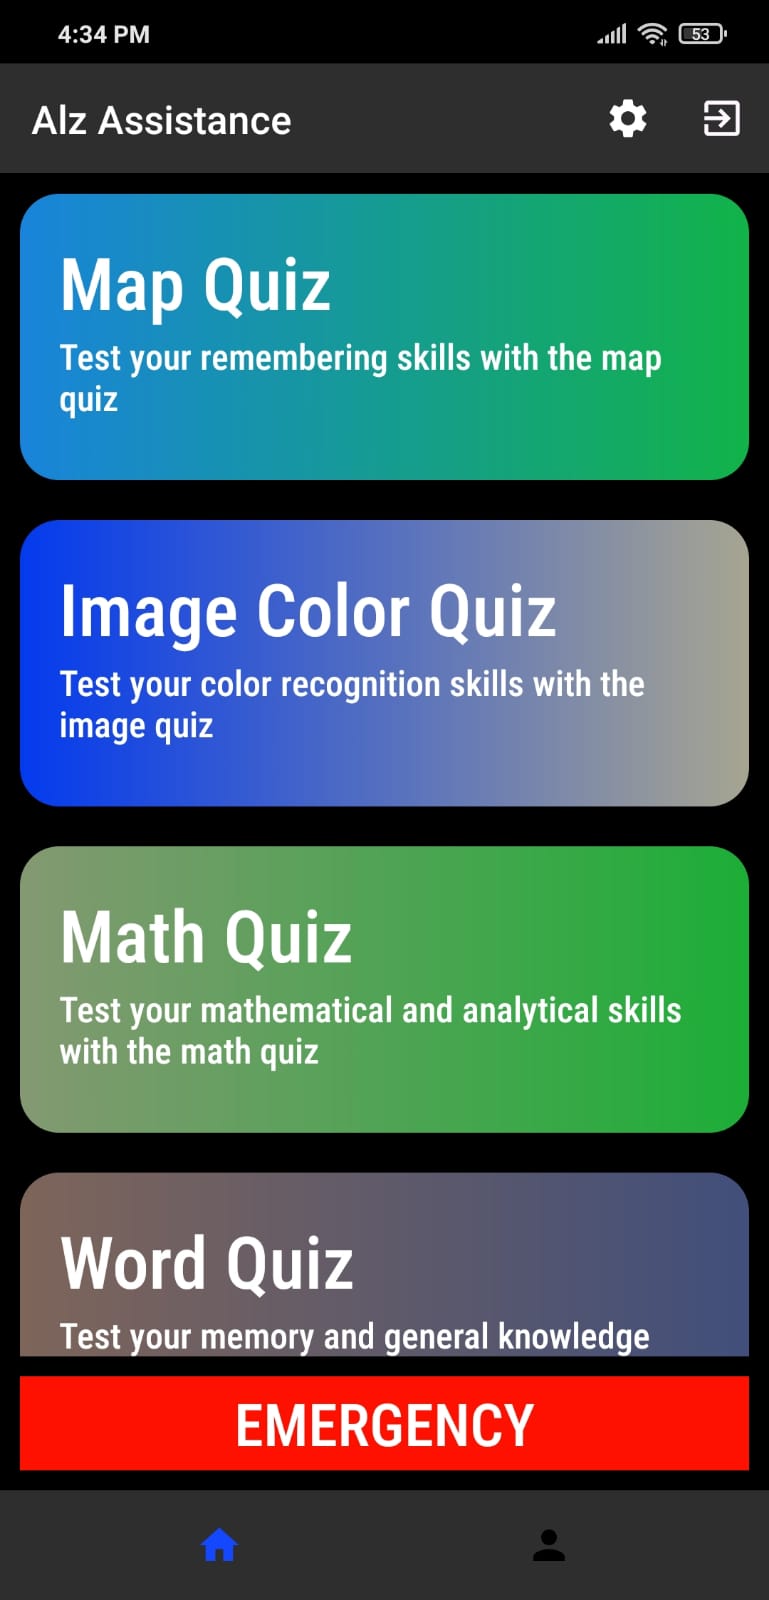 4:34 PM
53
Alz Assistance
Map Quiz
Test your remembering skills with the map
quiz
Image Color Quiz
Test your color recognition skills with the
image quiz
Math Quiz
Test your mathematical and analytical skills
with the math quiz
Word Quiz
Test your memory and general knowledge
EMERGENCY